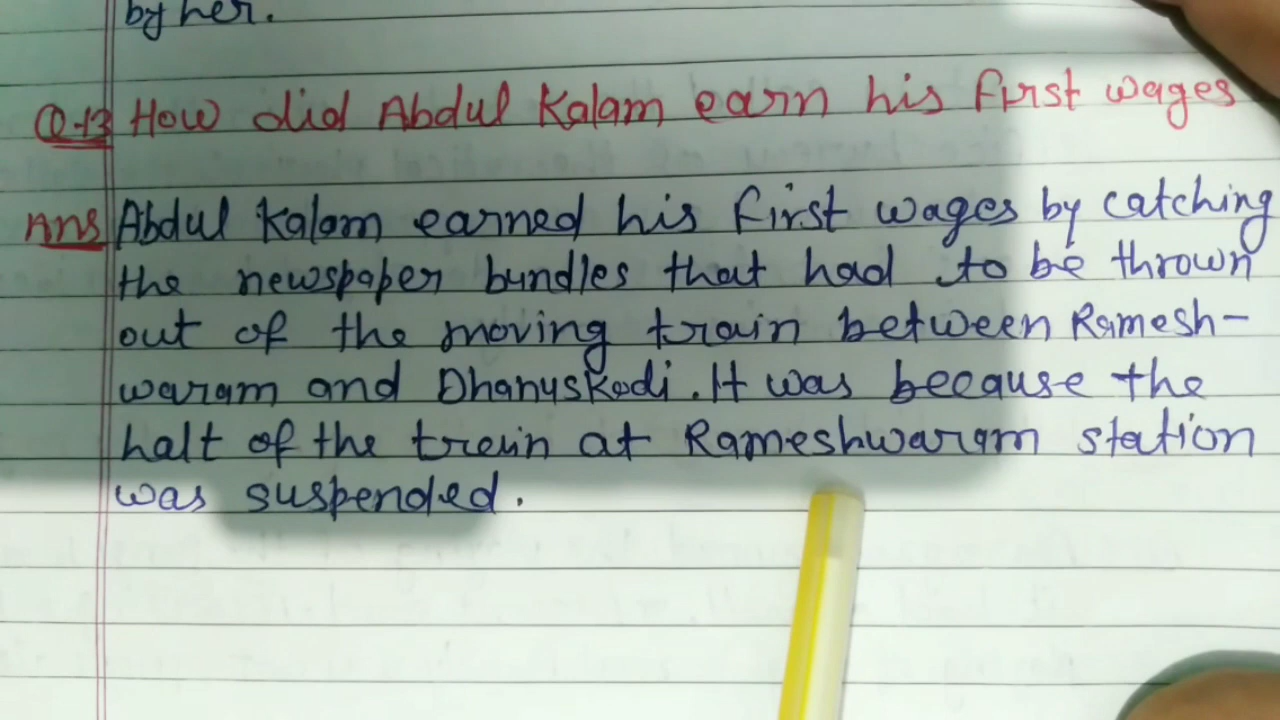 by her.
Q.13 How did Abdul Kalam earn his first wages
Ans Abdul Kalam earned his first wages by catching
the newspaper bundles that had to be thrown
out of the moving train between Ramesh-
waram and Dhanuskodi. It was because the
halt of the train at Rameshwaram station
was suspended.